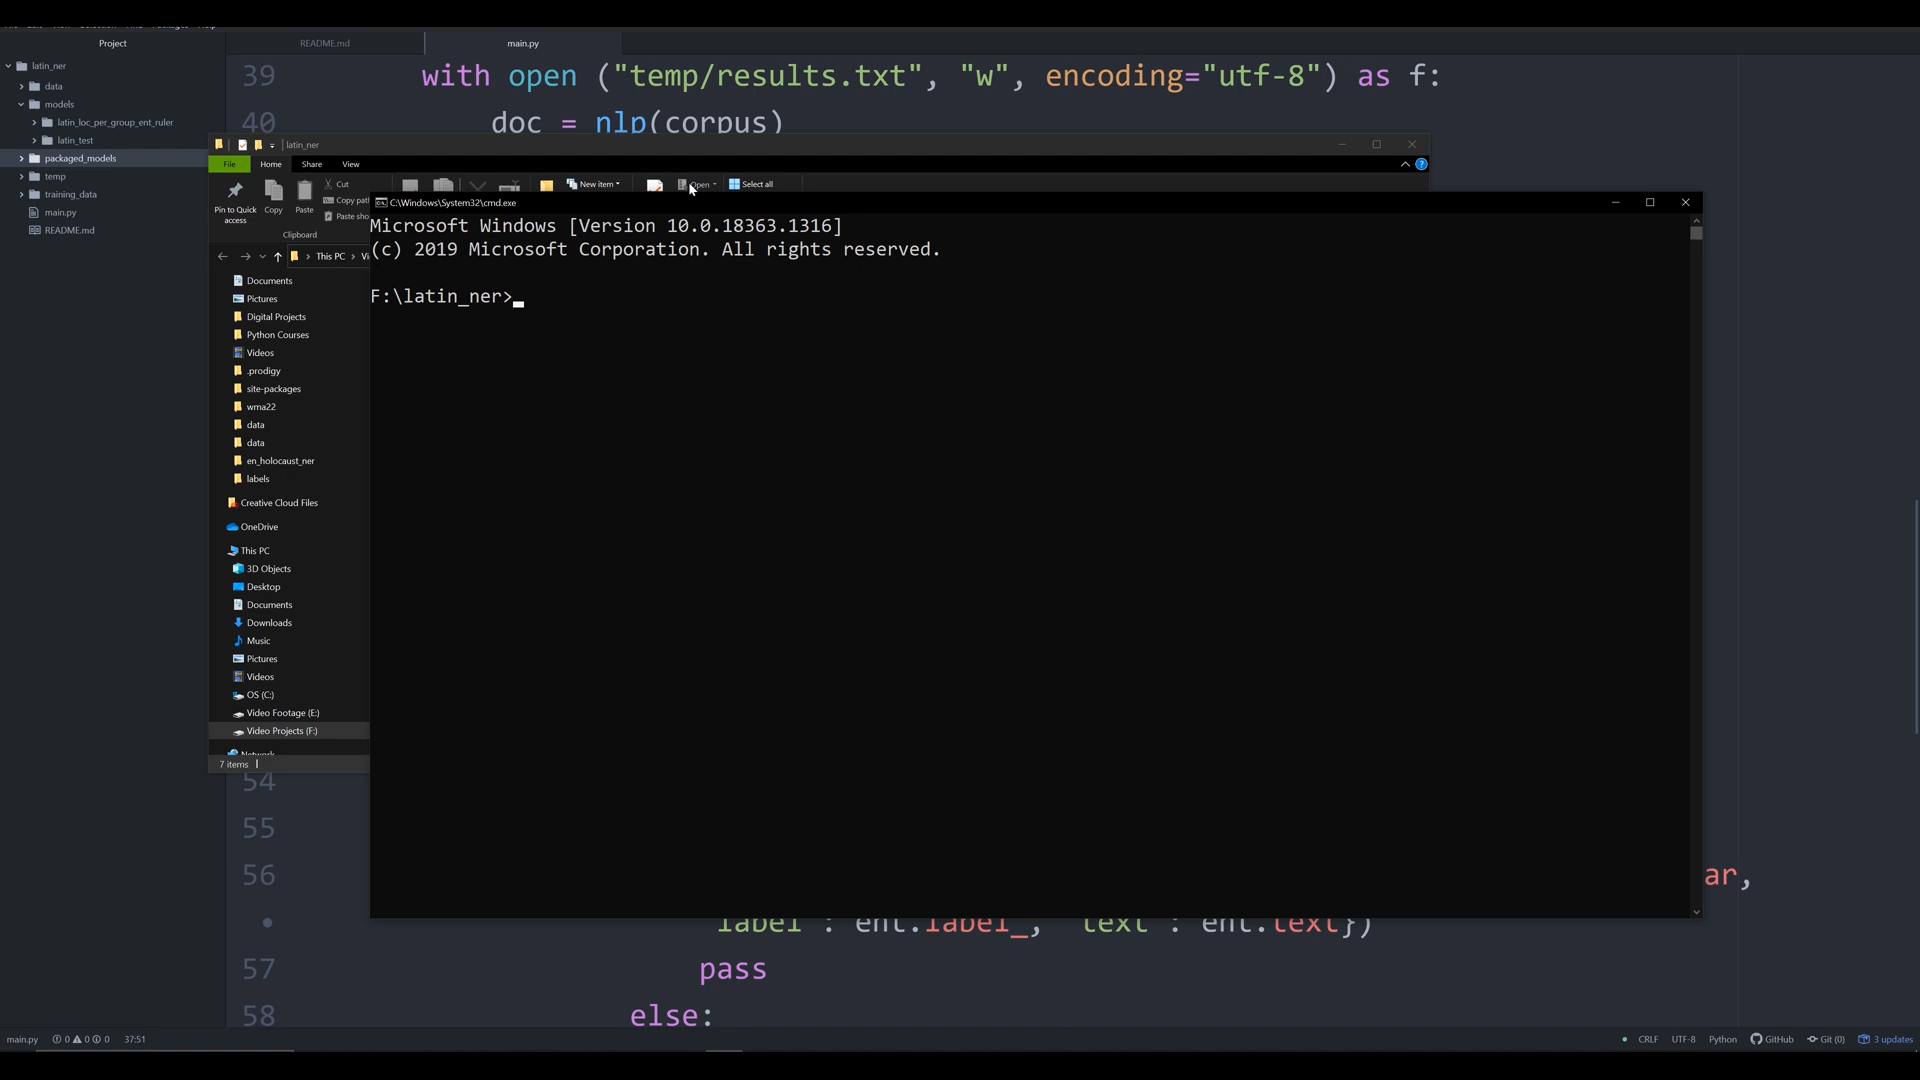 Project
README.md
main.py
latin_ner
data
models
latin_loc_per_group_ent_ruler
latin_test
packaged_models
temp
training_data
main.py
README.md
39 with open ("temp/results.txt", "w", encoding="utf-8") as f:
40 doc = nlp(corpus)
latin_ner
File Home Share View
Pin to Quick access
Copy
Paste
Cut
Copy pat
Paste sho
Clipboard
New item
Open
Select all
This PC
Documents
Pictures
Digital Projects
Python Courses
Videos
.prodigy
site-packages
wma22
data
data
en_holocaust_ner
labels
Creative Cloud Files
OneDrive
This PC
3D Objects
Desktop
Documents
Downloads
Music
Pictures
Videos
OS (C:)
Video Footage (E:)
Video Projects (F:)
Network
7 items
C:\Windows\System32\cmd.exe
Microsoft Windows [Version 10.0.18363.1316]
(c) 2019 Microsoft Corporation. All rights reserved.
F:\latin_ner>
54
55
56 ar,
label : ent.label_, text : ent.text})
57 pass
58 else:
main.py 0 0 0 37:51
CRLF UTF-8 Python GitHub Git (0) 3 updates